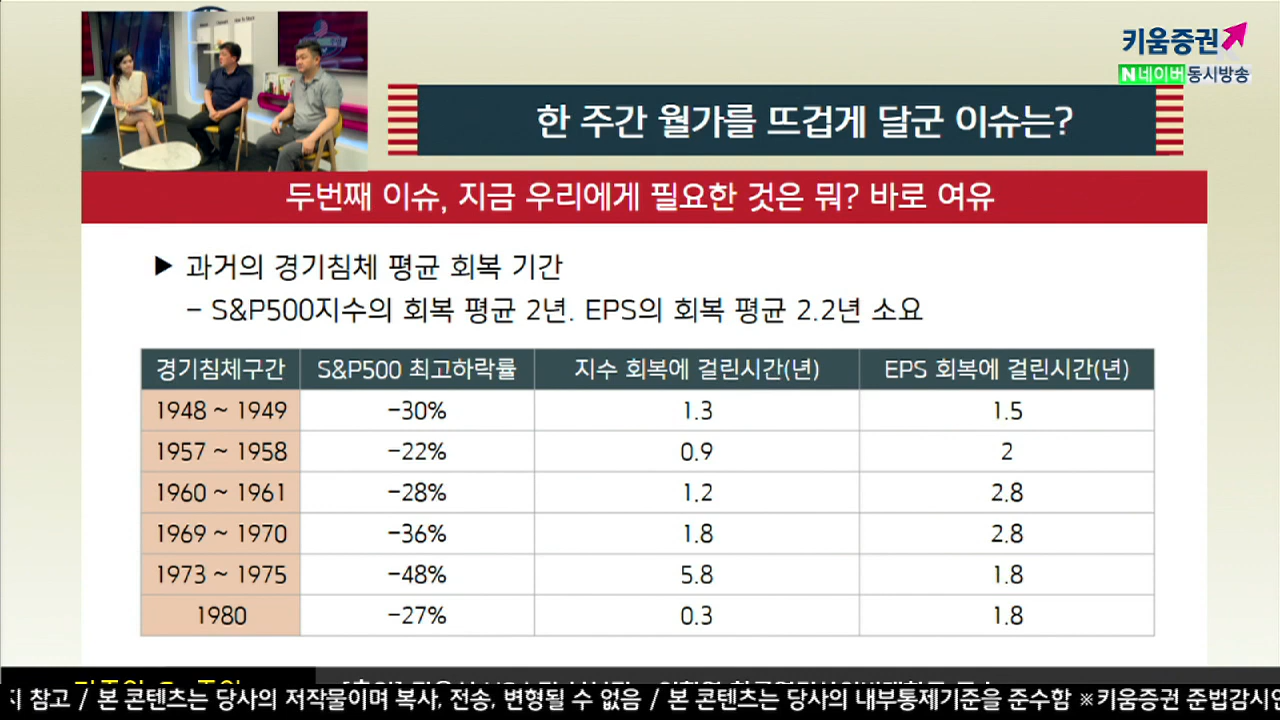 키움증권
N 네이버 동시방송
한 주간 월가를 뜨겁게 달군 이슈는?
두번째 이슈, 지금 우리에게 필요한 것은 뭐? 바로 여유
▶ 과거의 경기침체 평균 회복 기간
- S&P500지수의 회복 평균 2년. EPS의 회복 평균 2.2년 소요
경기침체구간 S&P500 최고하락률 지수 회복에 걸린시간(년) EPS 회복에 걸린시간(년)
1948 ~ 1949 -30% 1.3 1.5
1957 ~ 1958 -22% 0.9 2
1960 ~ 1961 -28% 1.2 2.8
1969 ~ 1970 -36% 1.8 2.8
1973 ~ 1975 -48% 5.8 1.8
1980 -27% 0.3 1.8
참고 / 본 콘텐츠는 당사의 저작물이며 복사, 전송, 변형될 수 없음 / 본 콘텐츠는 당사의 내부통제기준을 준수함 ※키움증권 준법감시인